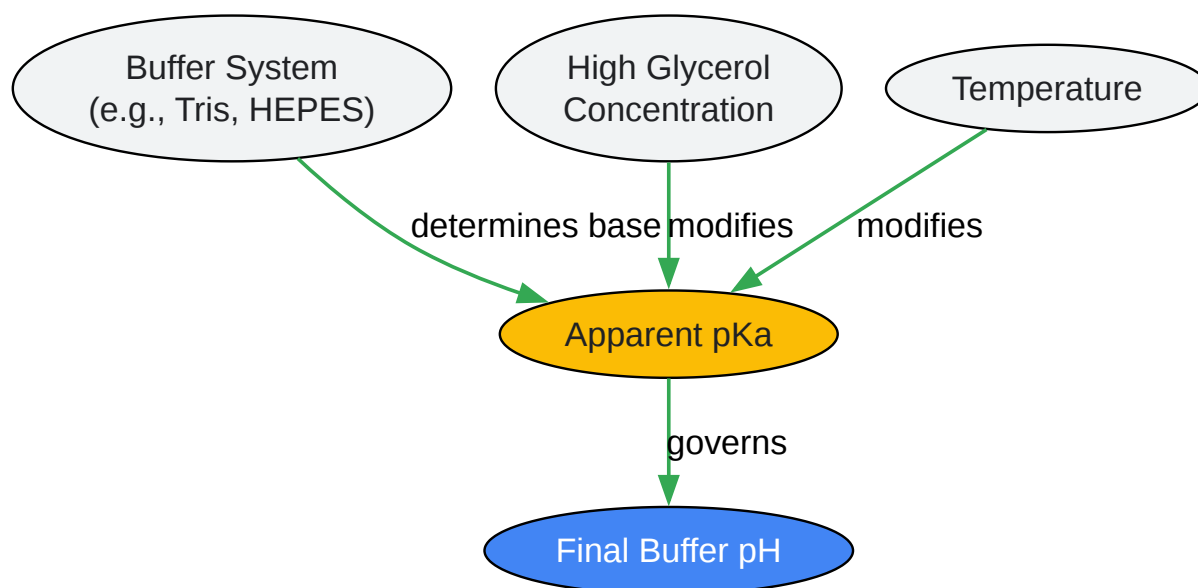 Buffer System
(e.g., Tris, HEPES)
High Glycerol
Concentration
Temperature
determines base
modifies
modifies
Apparent pKa
governs
Final Buffer pH